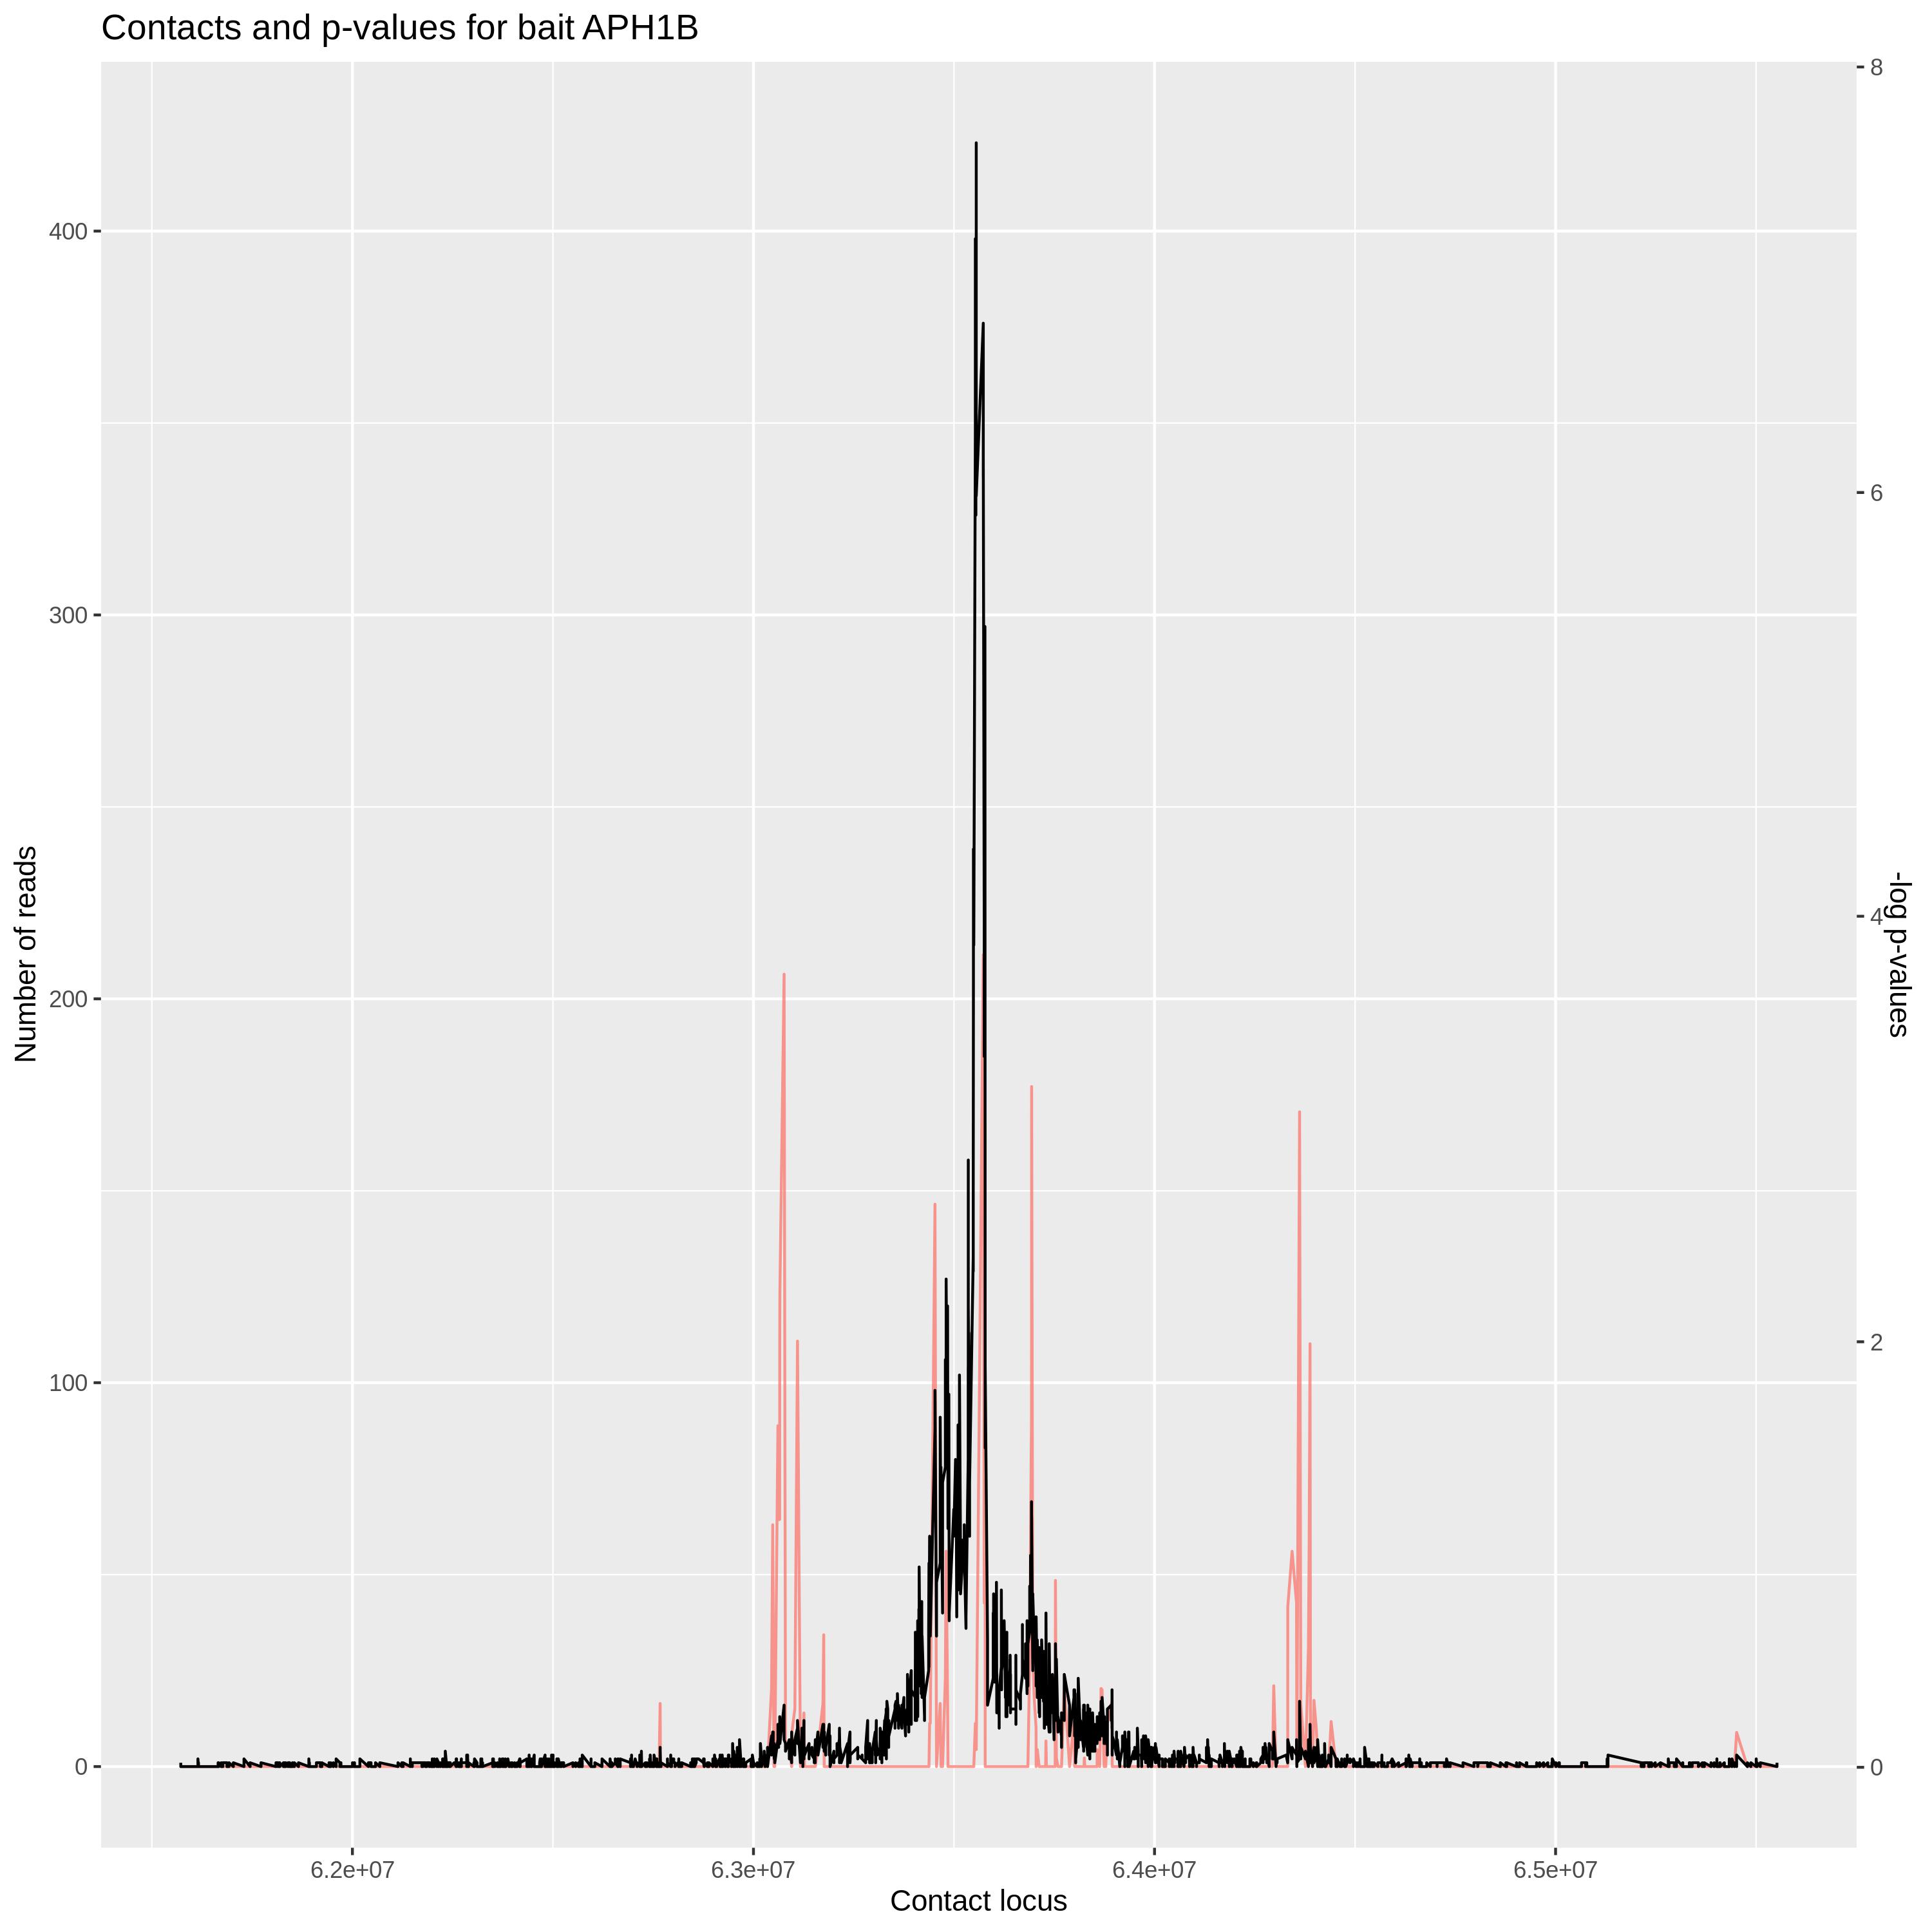 Contacts and p-values for bait APH1B
8
400
6
300
Number of reads
-log p-values
4
200
2
100
0
0
6.2e+07
6.3e+07
6.4e+07
6.5e+07
Contact locus